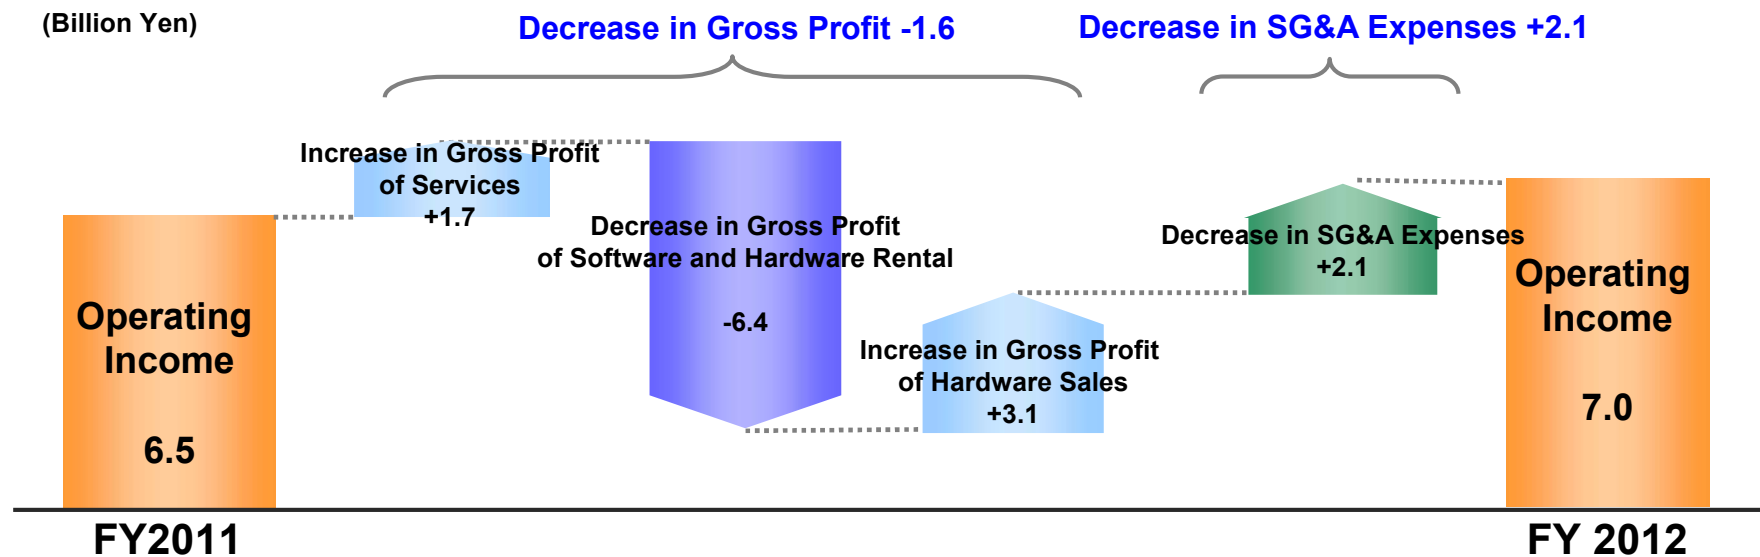 (Billion Yen)
Decrease in Gross Profit -1.6
Decrease in SG&A Expenses +2.1
Increase in Gross Profit
of Services
+1.7
Decrease in Gross Profit
of Software and Hardware Rental
-6.4
Increase in Gross Profit
of Hardware Sales
+3.1
Decrease in SG&A Expenses
+2.1
Operating
Income
6.5
Operating
Income
7.0
FY2011
FY 2012